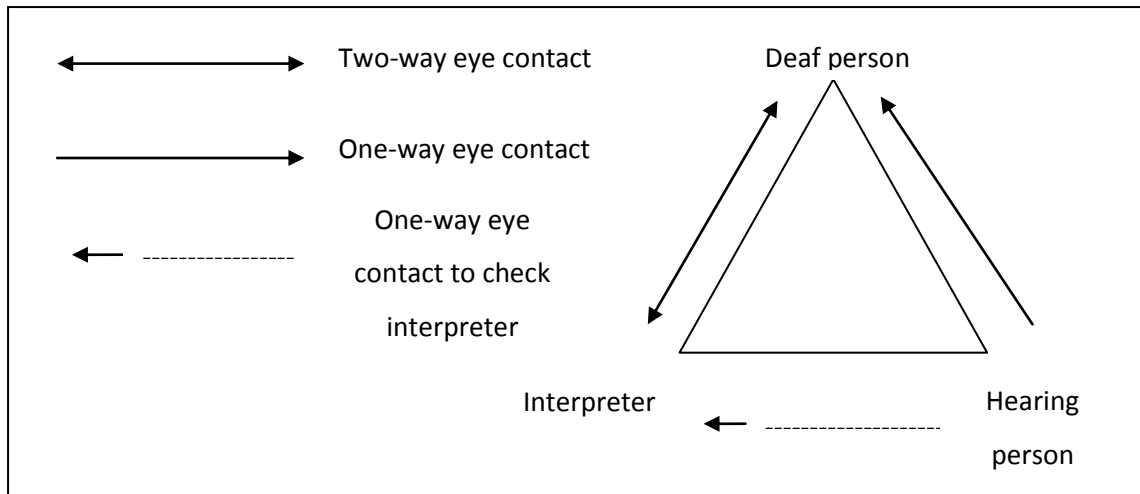 Two-way eye contact
One-way eye contact
One-way eye
contact to check
interpreter
Deaf person
Interpreter
Hearing
person